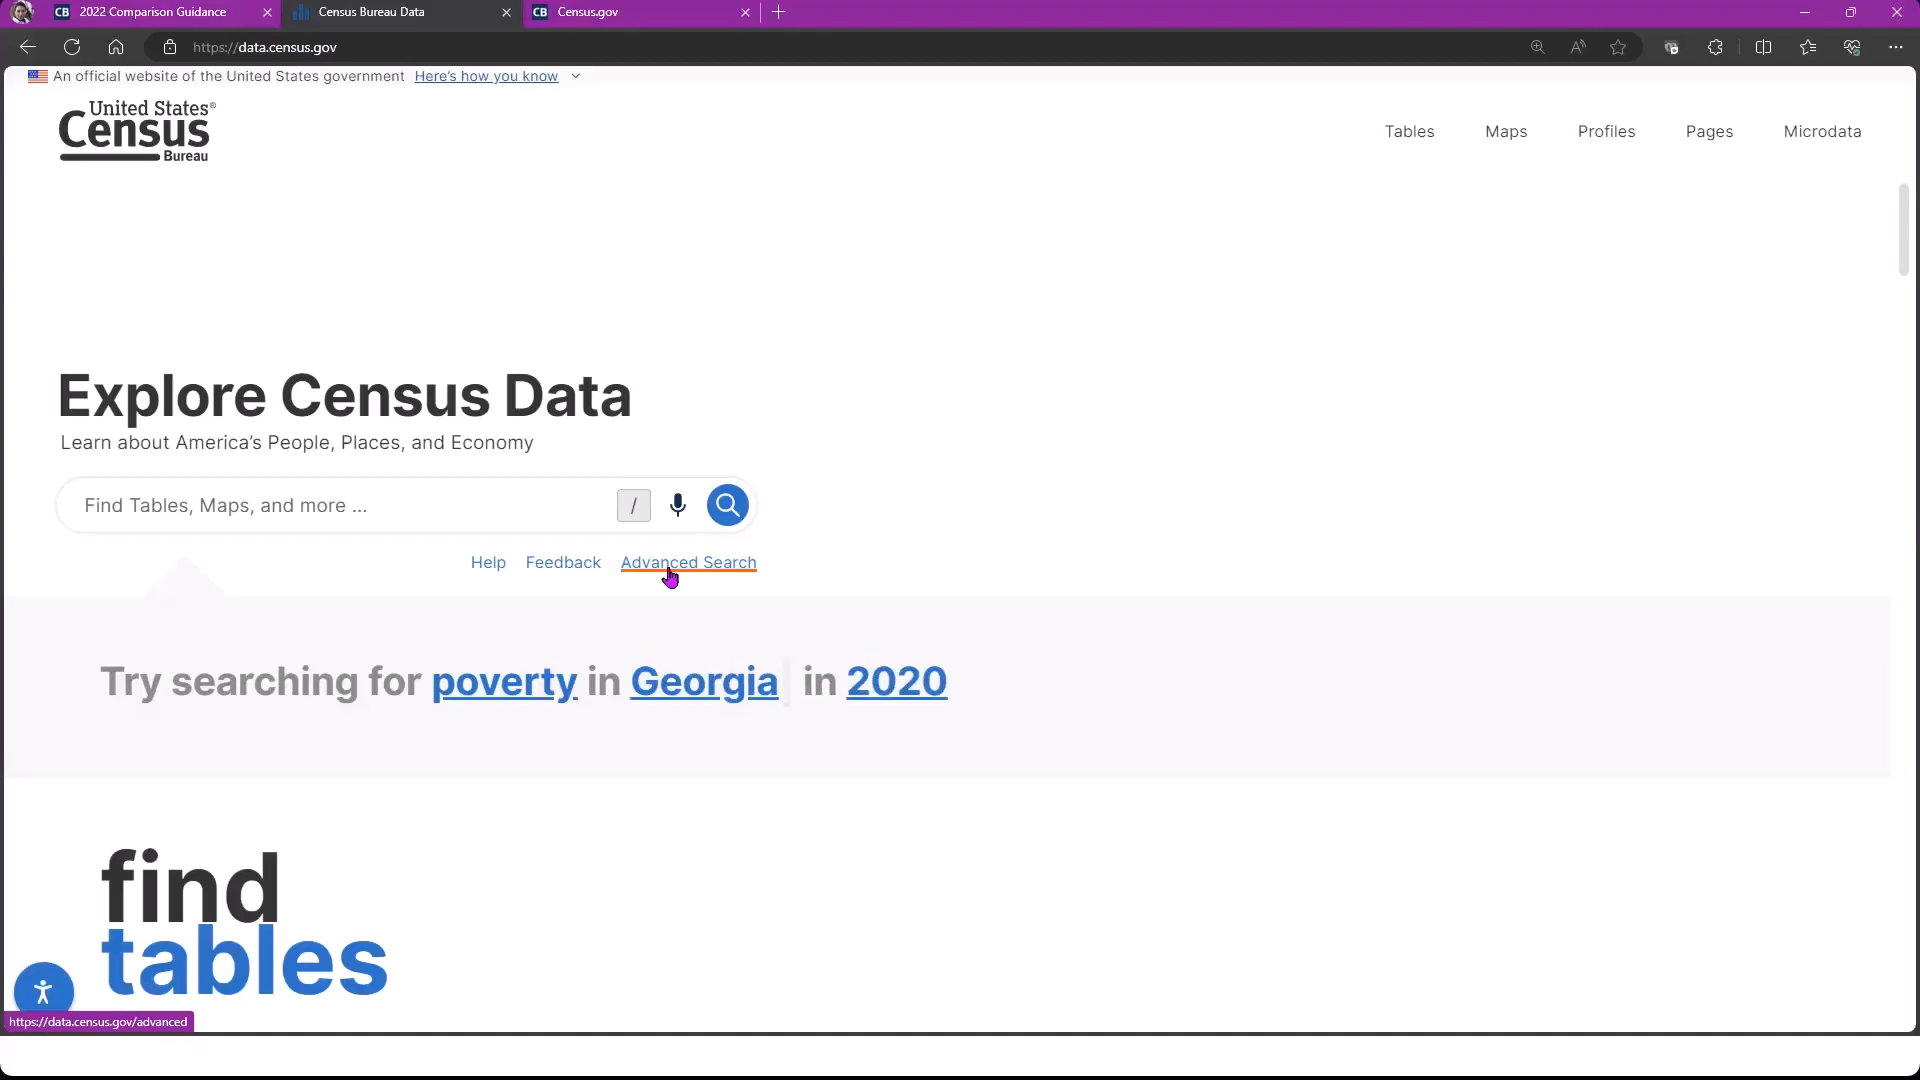 2022 Comparison Guidance
Census Bureau Data
CB Census.gov
https://data.census.gov
An official website of the United States government Here's how you know
United States®
Census
Bureau
Tables Maps Profiles Pages Microdata
Explore Census Data
Learn about America's People, Places, and Economy
Find Tables, Maps, and more ... /
Help Feedback Advanced Search
Try searching for poverty in Georgia in 2020
find
tables
https://data.census.gov/advanced